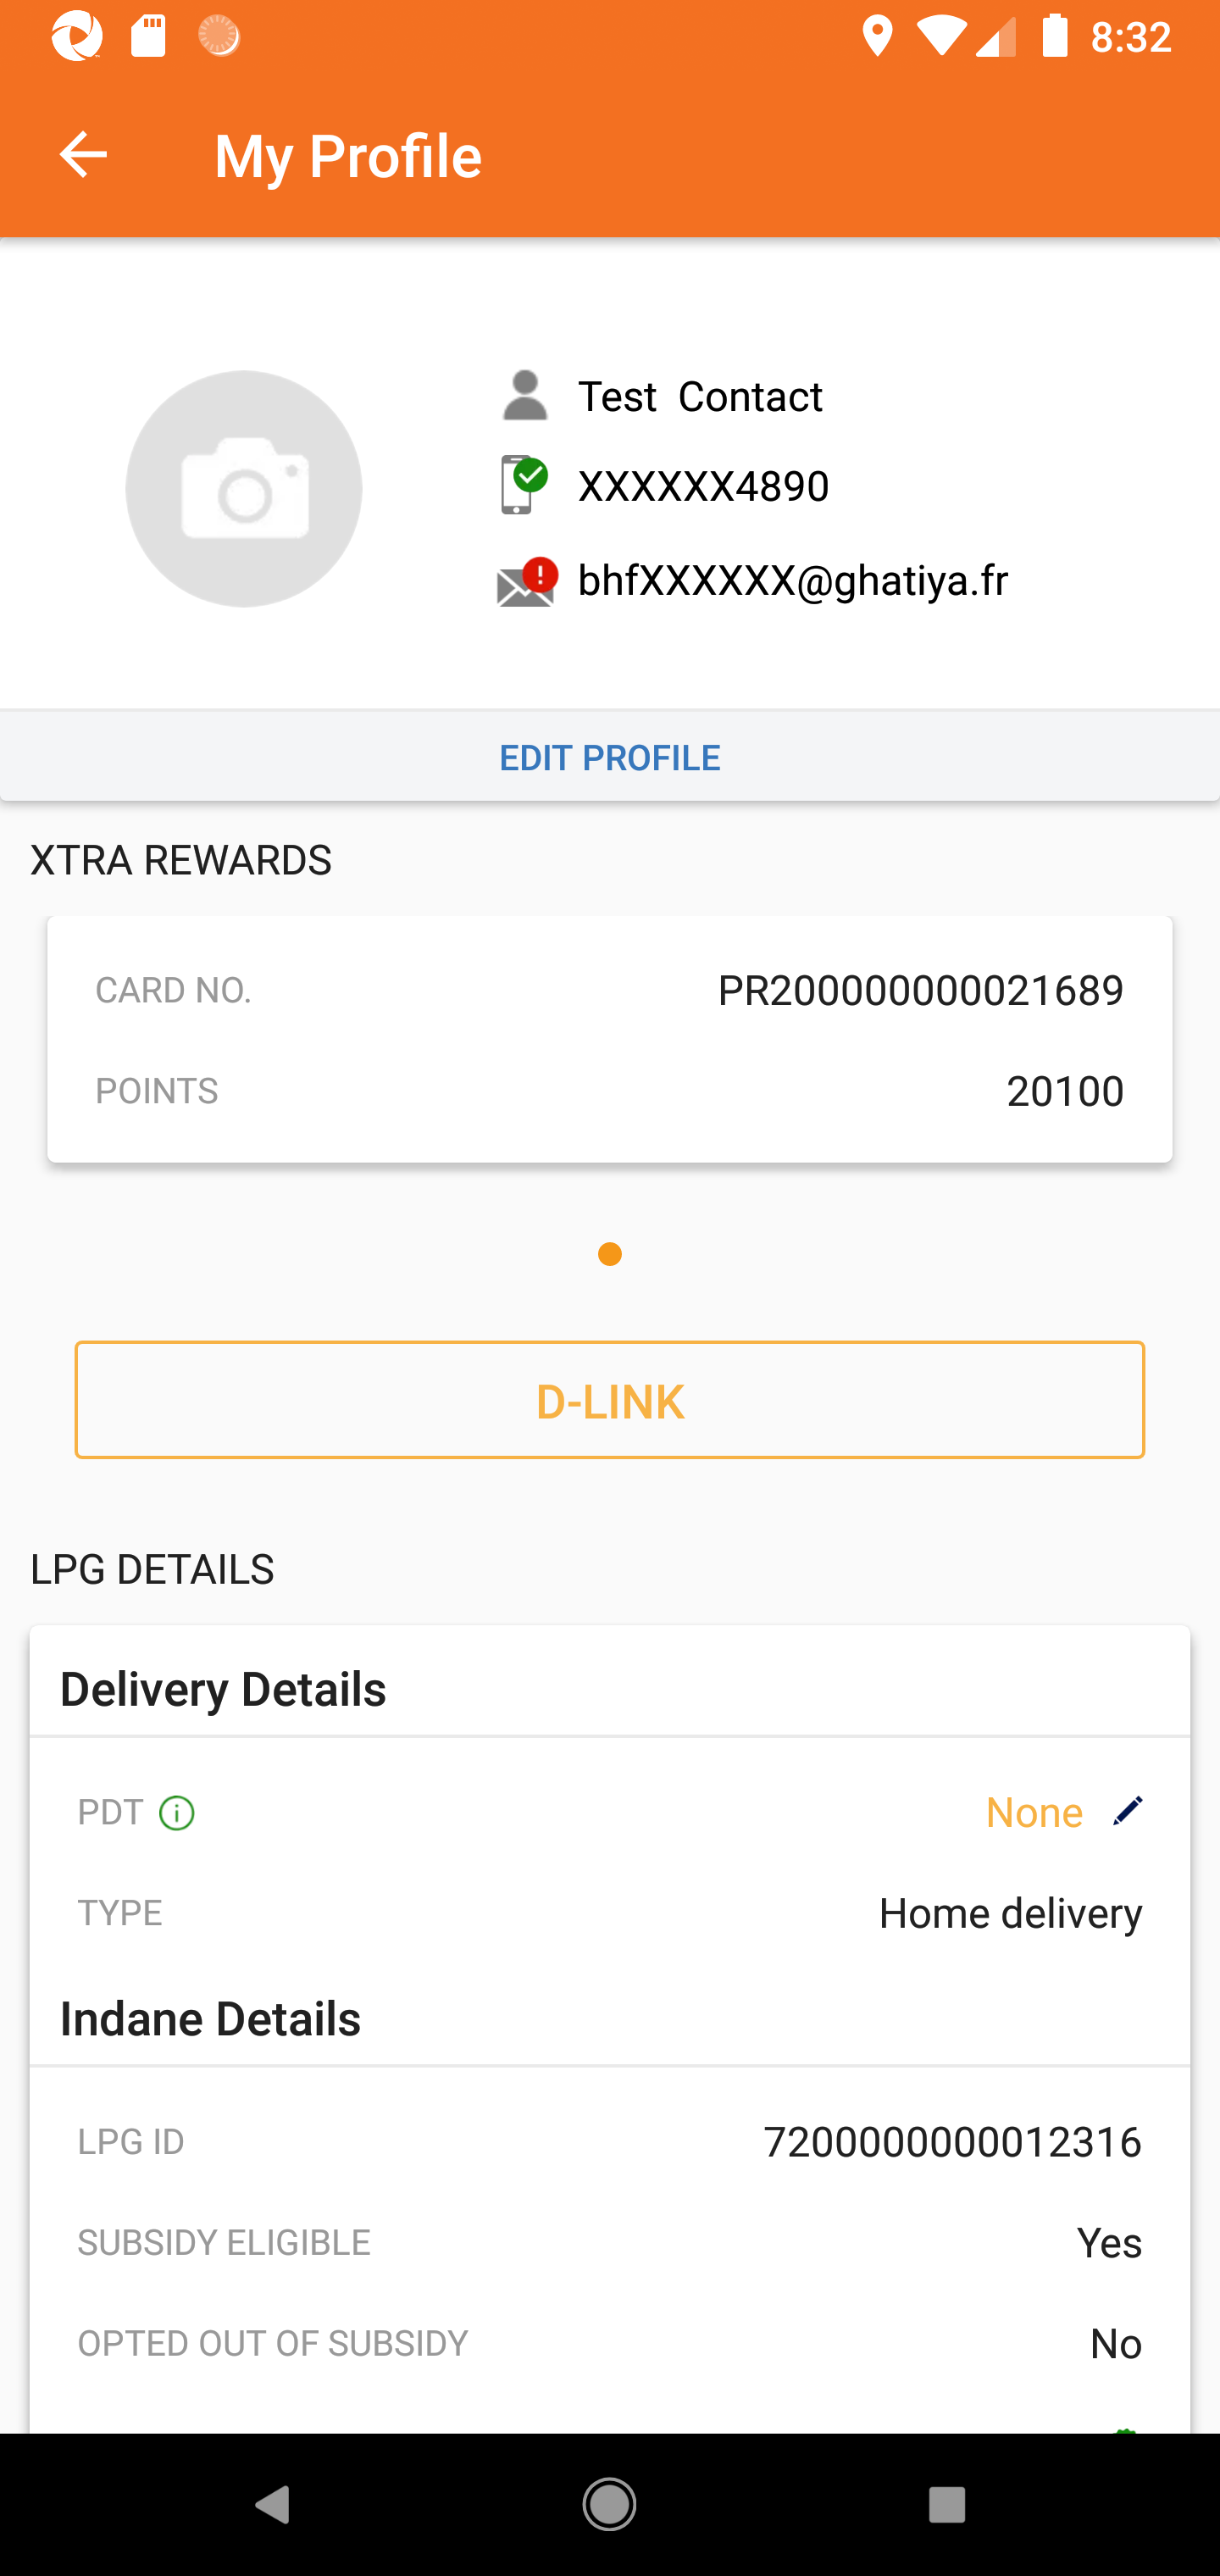 8:32
My Profile
Test  Contact
XXXXXX4890
bhfXXXXXX@ghatiya.fr
EDIT PROFILE
XTRA REWARDS
CARD NO. PR200000000021689
POINTS 20100
D-LINK
LPG DETAILS
Delivery Details
PDT None
TYPE Home delivery
Indane Details
LPG ID 7200000000012316
SUBSIDY ELIGIBLE Yes
OPTED OUT OF SUBSIDY No